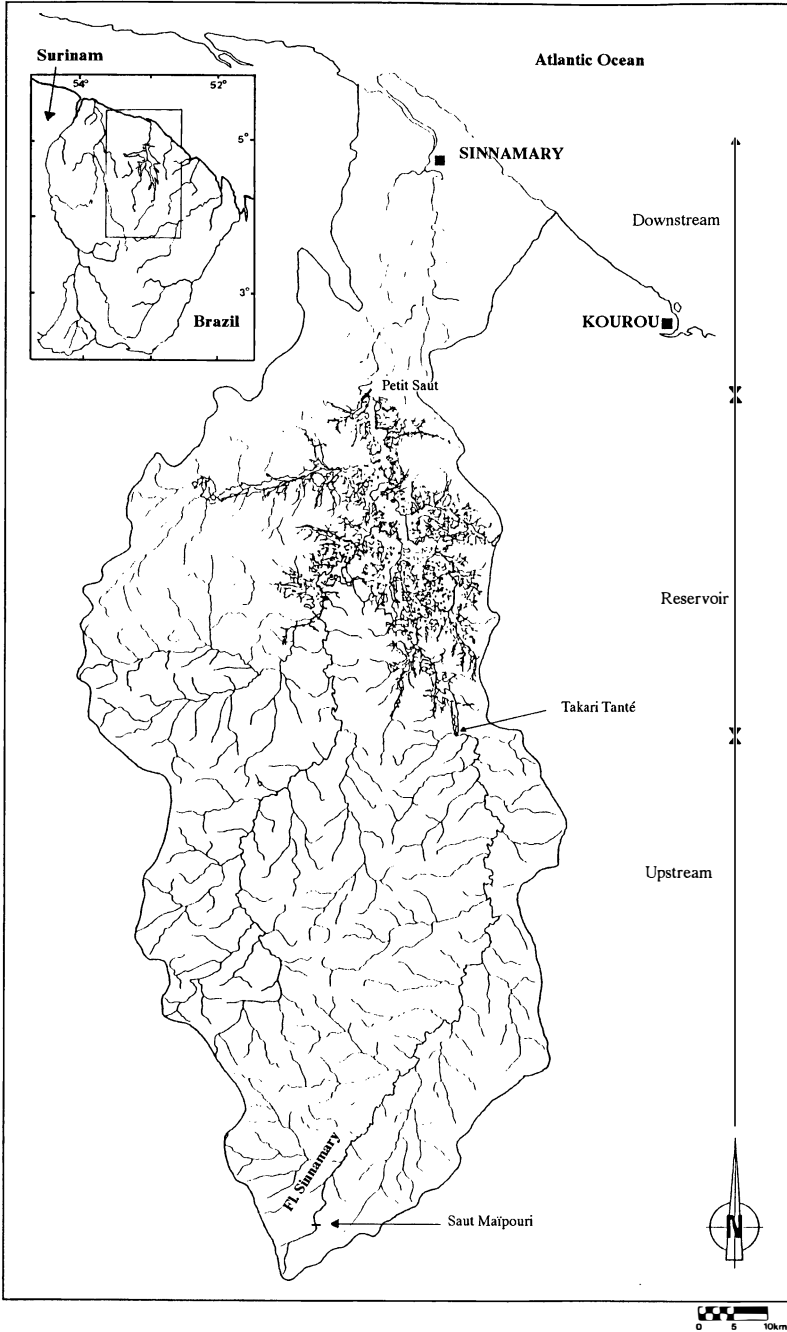 Surinam
54°
52°
5°
3°
Brazil
Atlantic Ocean
SINNAMARY
Downstream
KOUROU
Petit Saut
Reservoir
Takari Tanté
Upstream
Fl. Sinnamary
Saut Maïpouri
N
0 5 10km